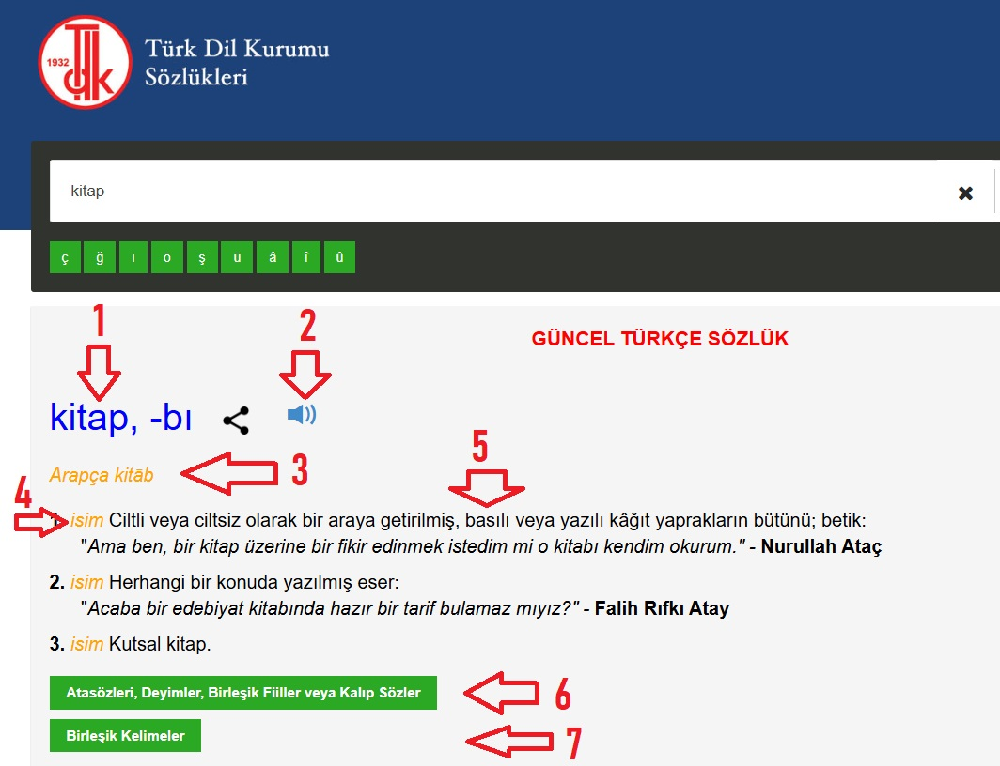 1932
TDK
Türk Dil Kurumu
Sözlükleri
kitap
ç ğ ı ö ş ü â î û
1
2
GÜNCEL TÜRKÇE SÖZLÜK
kitap, -bı
Arapça kitāb
3
5
4
1. isim Ciltli veya ciltsiz olarak bir araya getirilmiş, basılı veya yazılı kâğıt yaprakların bütünü; betik:
"Ama ben, bir kitap üzerine bir fikir edinmek istedim mi o kitabı kendim okurum." - Nurullah Ataç
2. isim Herhangi bir konuda yazılmış eser:
"Acaba bir edebiyat kitabında hazır bir tarif bulamaz mıyız?" - Falih Rıfkı Atay
3. isim Kutsal kitap.
Atasözleri, Deyimler, Birleşik Fiiller veya Kalıp Sözler
6
Birleşik Kelimeler
7